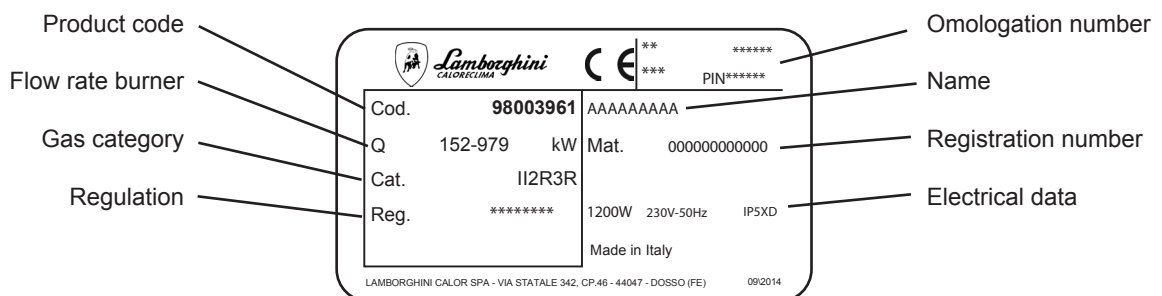 Product code
Flow rate burner
Gas category
Regulation
Lamborghini
CALORECLIMA
CE
** ******
*** PIN******
Cod. 98003961
Q 152-979 kW
Cat. II2R3R
Reg. ********
AAAAAAAAA
Mat. 000000000000
1200W 230V-50Hz IP5XD
Made in Italy
LAMBORGHINI CALOR SPA - VIA STATALE 342, CP.46 - 44047 - DOSSO (FE) 09\2014
Omologation number
Name
Registration number
Electrical data